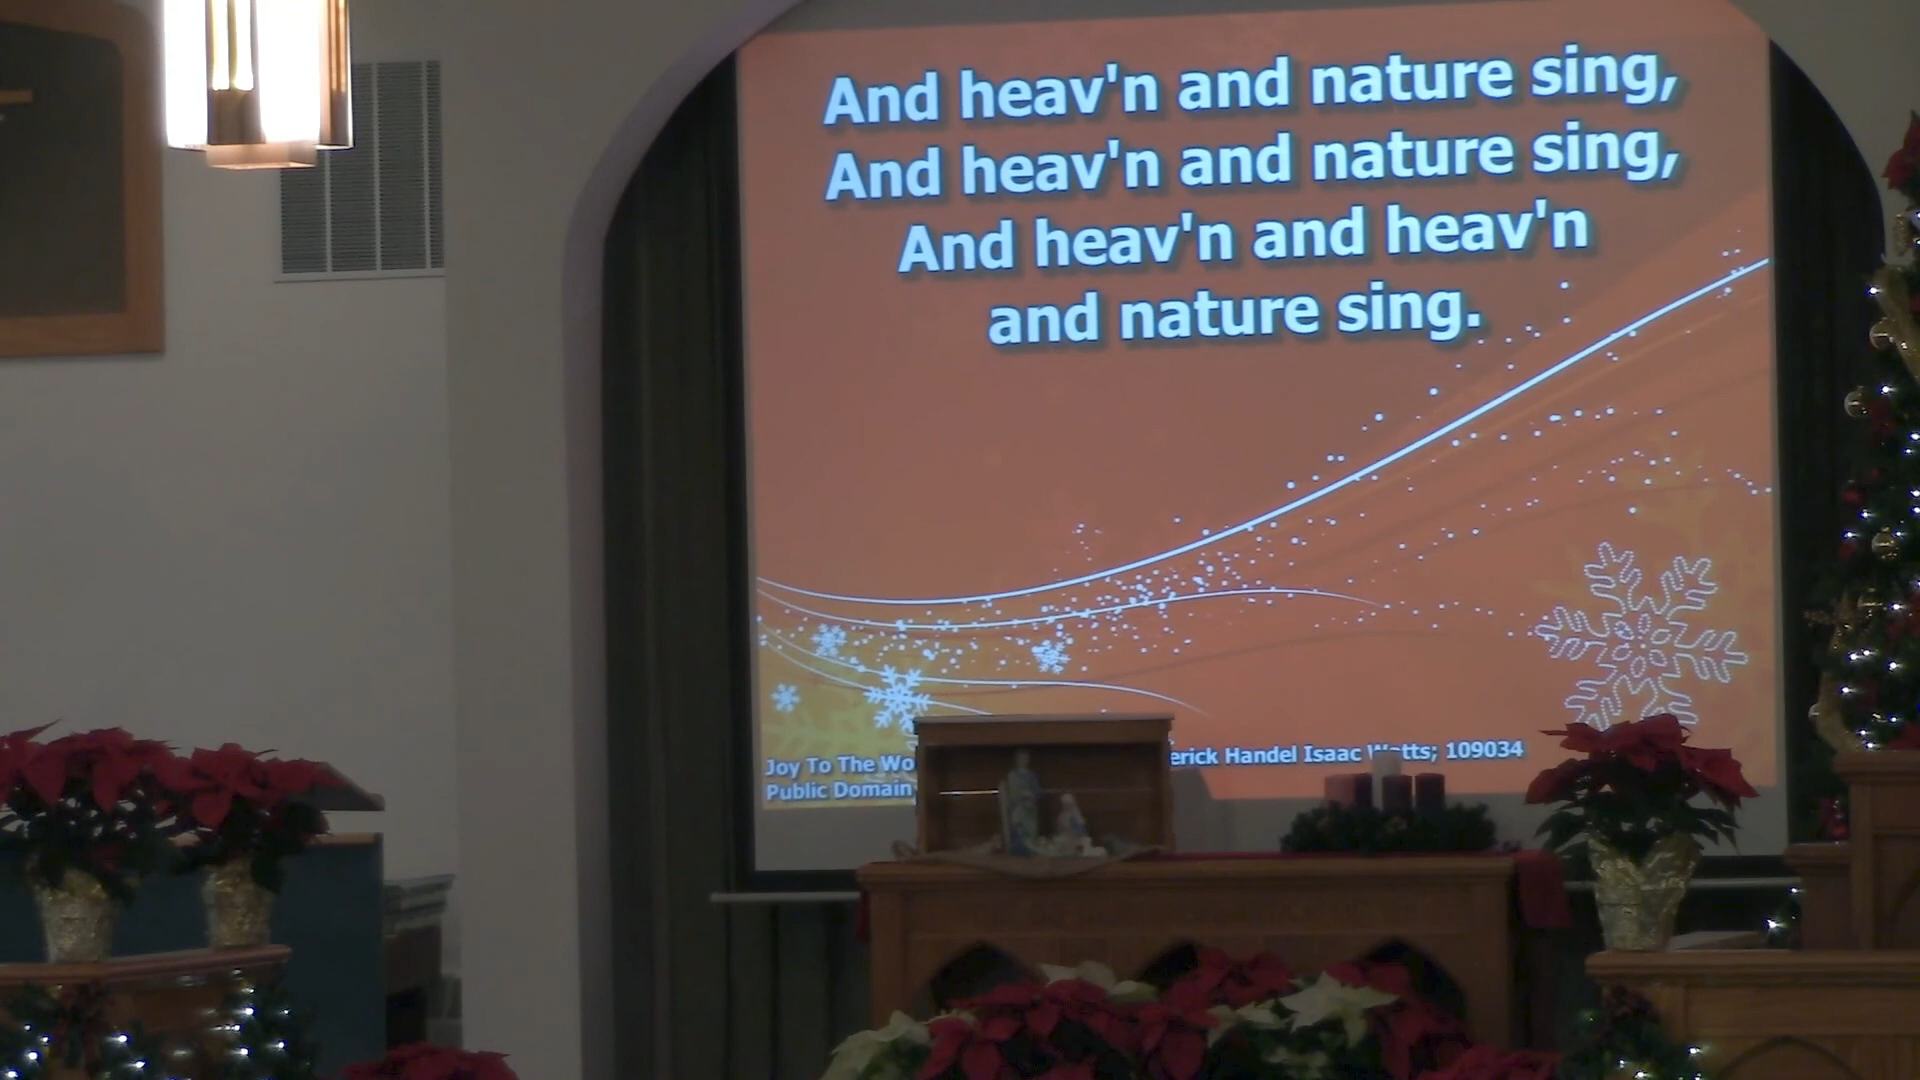 And heav'n and nature sing,
And heav'n and nature sing,
And heav'n and heav'n
and nature sing.
Joy To The Wo erick Handel Isaac Watts; 109034
Public Domain